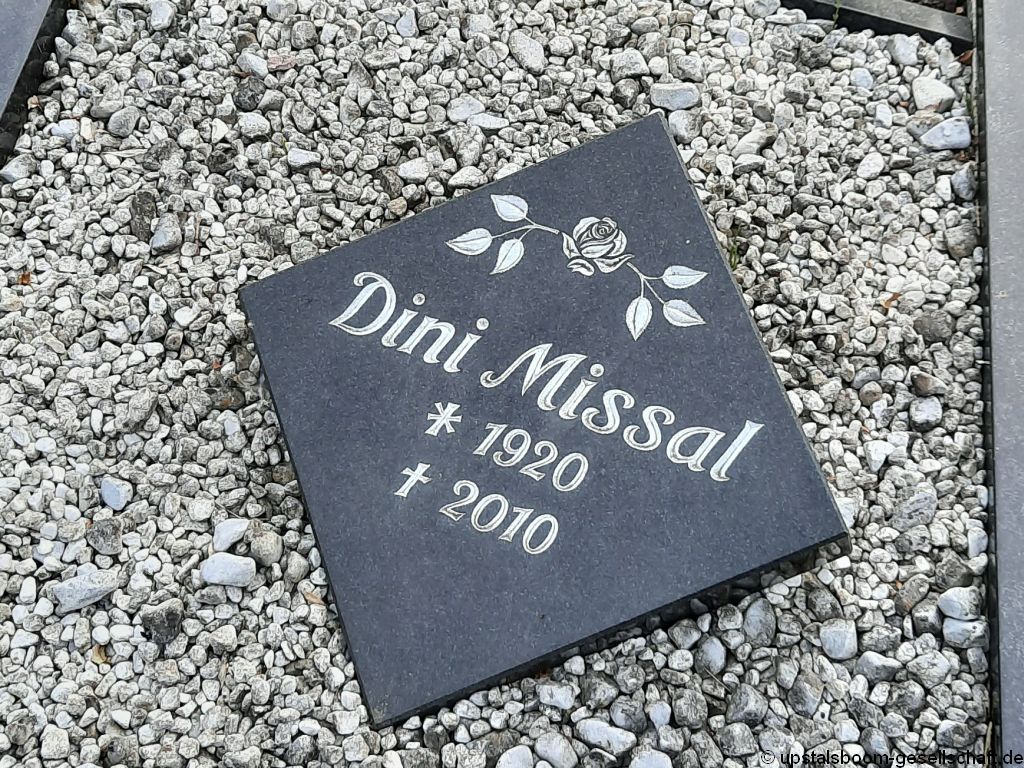 Dini Missal
* 1920
† 2010
© upstalsboom-gesellschaft.de